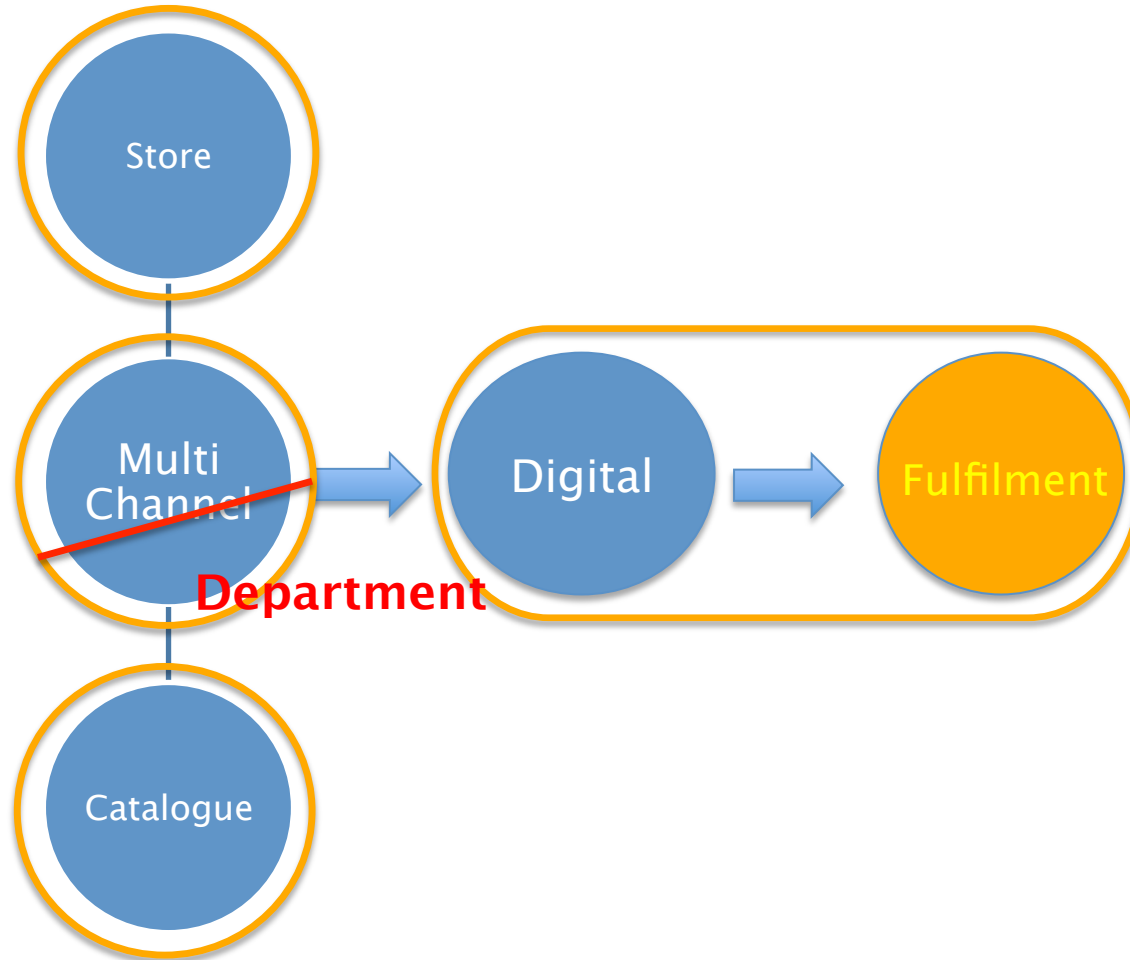 Store
Multi
Channel
Department
Digital
Fulfilment
Catalogue